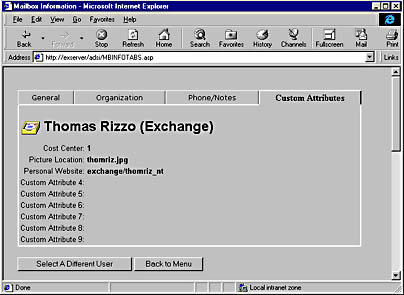 Mailbox Information - Microsoft Internet Explorer
File Edit View Go Favorites Help
Back Forward Stop Refresh Home Search Favorites History Channels Fullscreen Mail Print
Address http://exserver/adsi/MBINFOTABS.asp Links
General Organization Phone/Notes Custom Attributes
Thomas Rizzo (Exchange)
Cost Center: 1
Picture Location: thomriz.jpg
Personal Website: exchange/thomriz_nt
Custom Attribute 4:
Custom Attribute 5:
Custom Attribute 6:
Custom Attribute 7:
Custom Attribute 8:
Custom Attribute 9:
Select A Different User Back to Menu
Done Local intranet zone